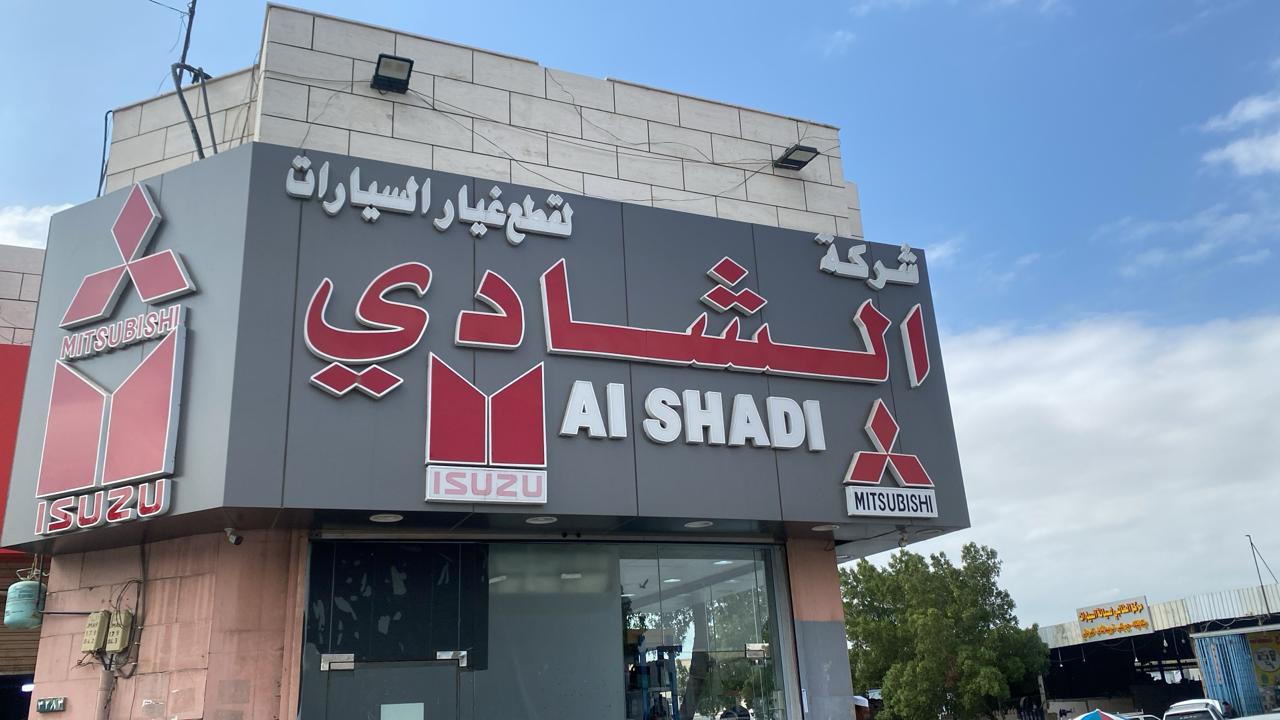 شركة
الشادي
لقطع غيار السيارات
Al SHADI
ISUZU
MITSUBISHI
MITSUBISHI
ISUZU